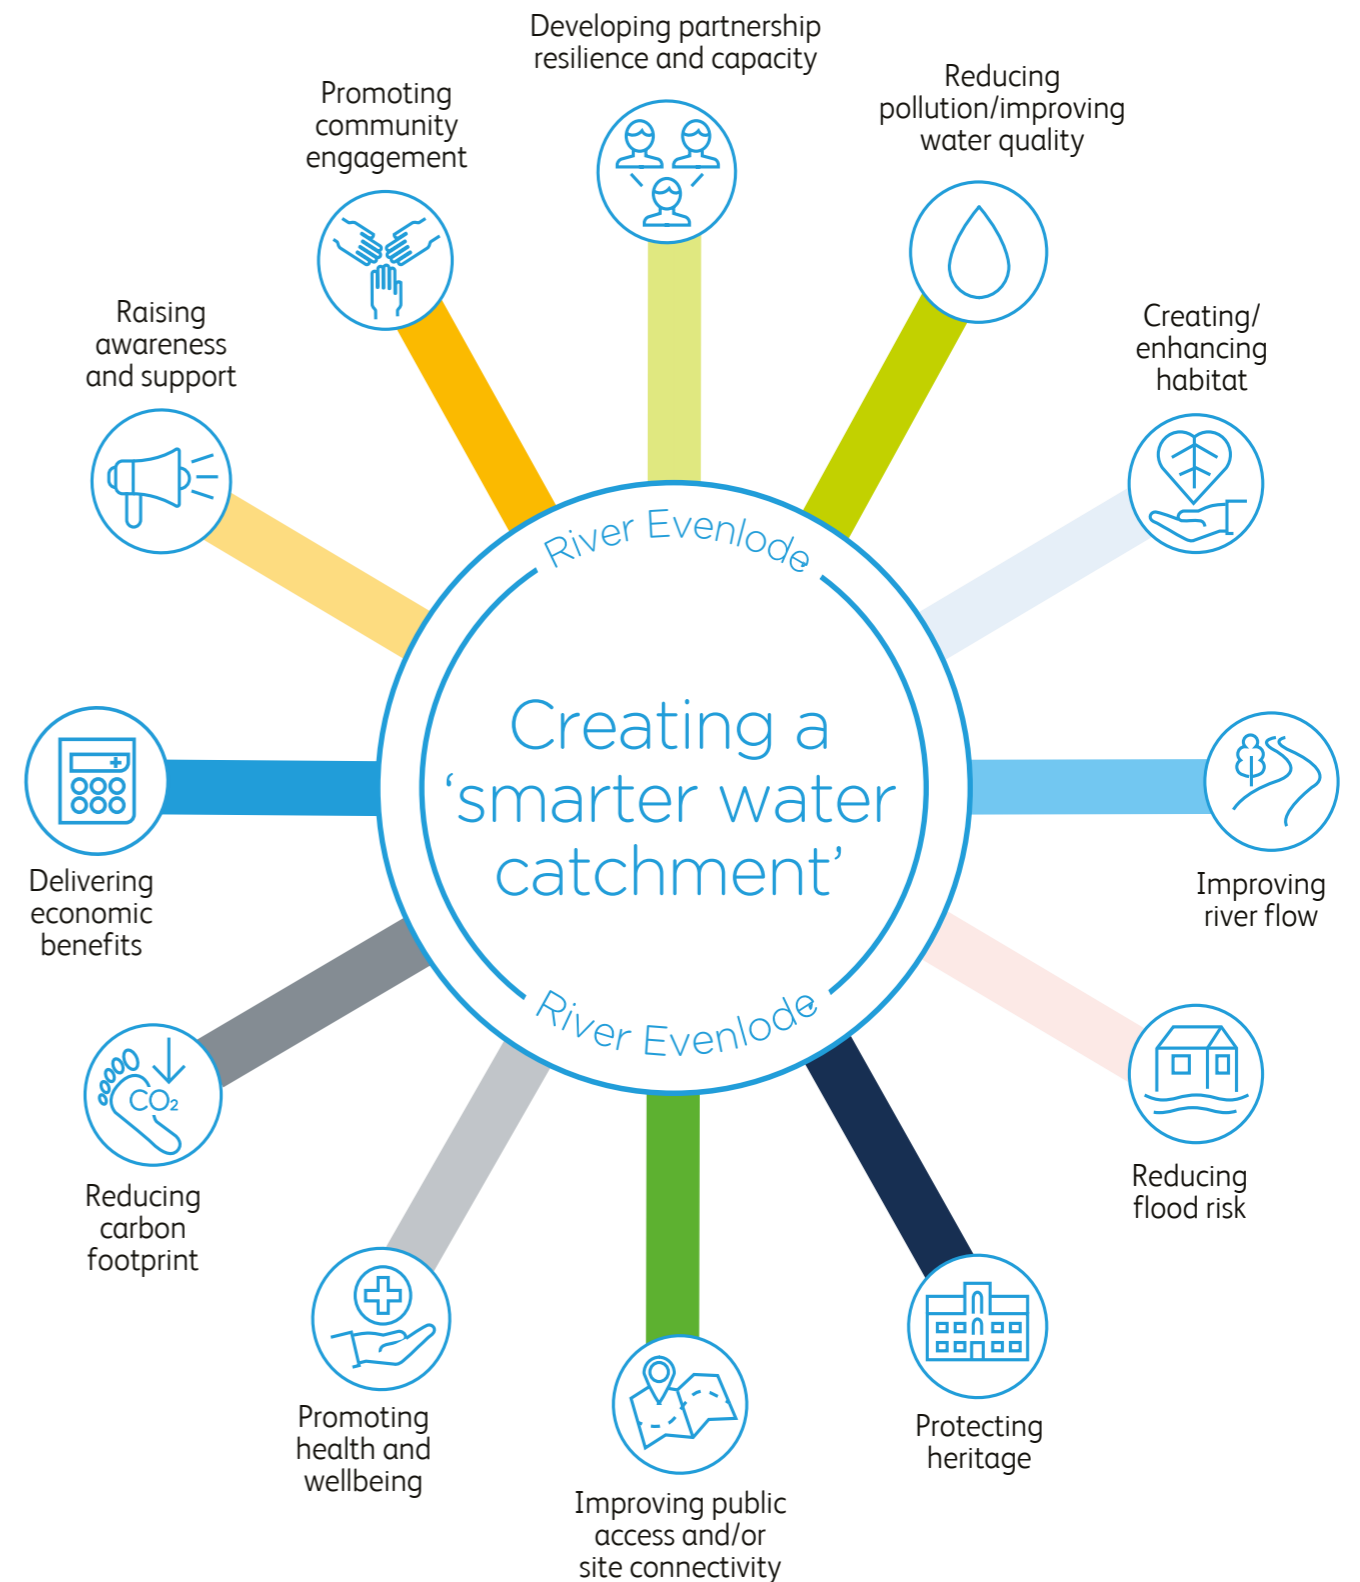 Developing partnership
resilience and capacity
Reducing
pollution/improving
water quality
Creating/
enhancing
habitat
Improving
river flow
Reducing
flood risk
Protecting
heritage
Improving public
access and/or
site connectivity
Promoting
health and
wellbeing
Reducing
carbon
footprint
CO₂
Delivering
economic
benefits
Raising
awareness
and support
Promoting
community
engagement
River Evenlode
Creating a
‘smarter water
catchment’
River Evenlode